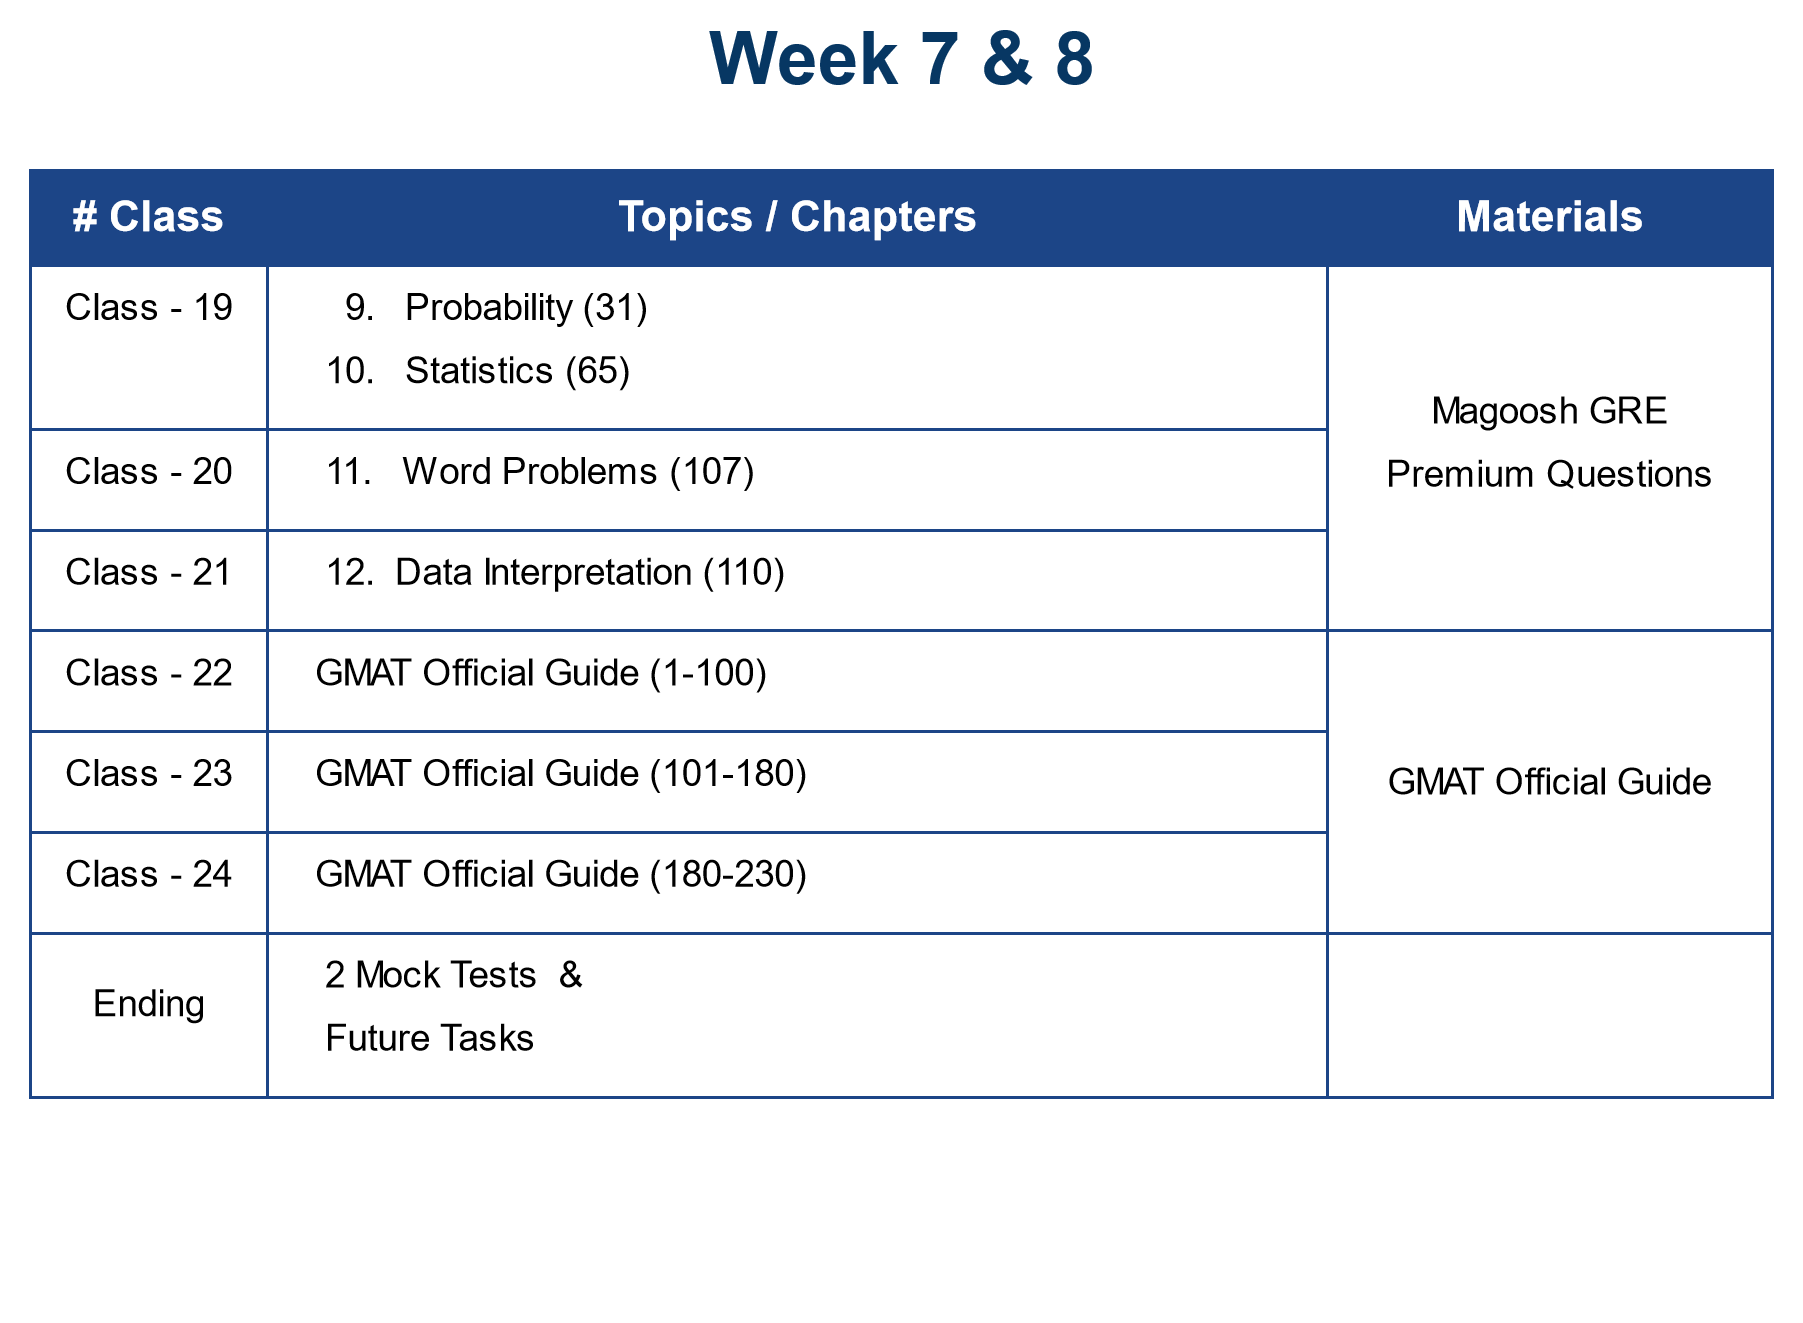 Week 7 & 8
# Class Topics / Chapters Materials
Class - 19 9. Probability (31)
10. Statistics (65)
Magoosh GRE
Premium Questions
Class - 20 11. Word Problems (107)
Class - 21 12. Data Interpretation (110)
Class - 22 GMAT Official Guide (1-100)
Class - 23 GMAT Official Guide (101-180)
GMAT Official Guide
Class - 24 GMAT Official Guide (180-230)
Ending
2 Mock Tests &
Future Tasks